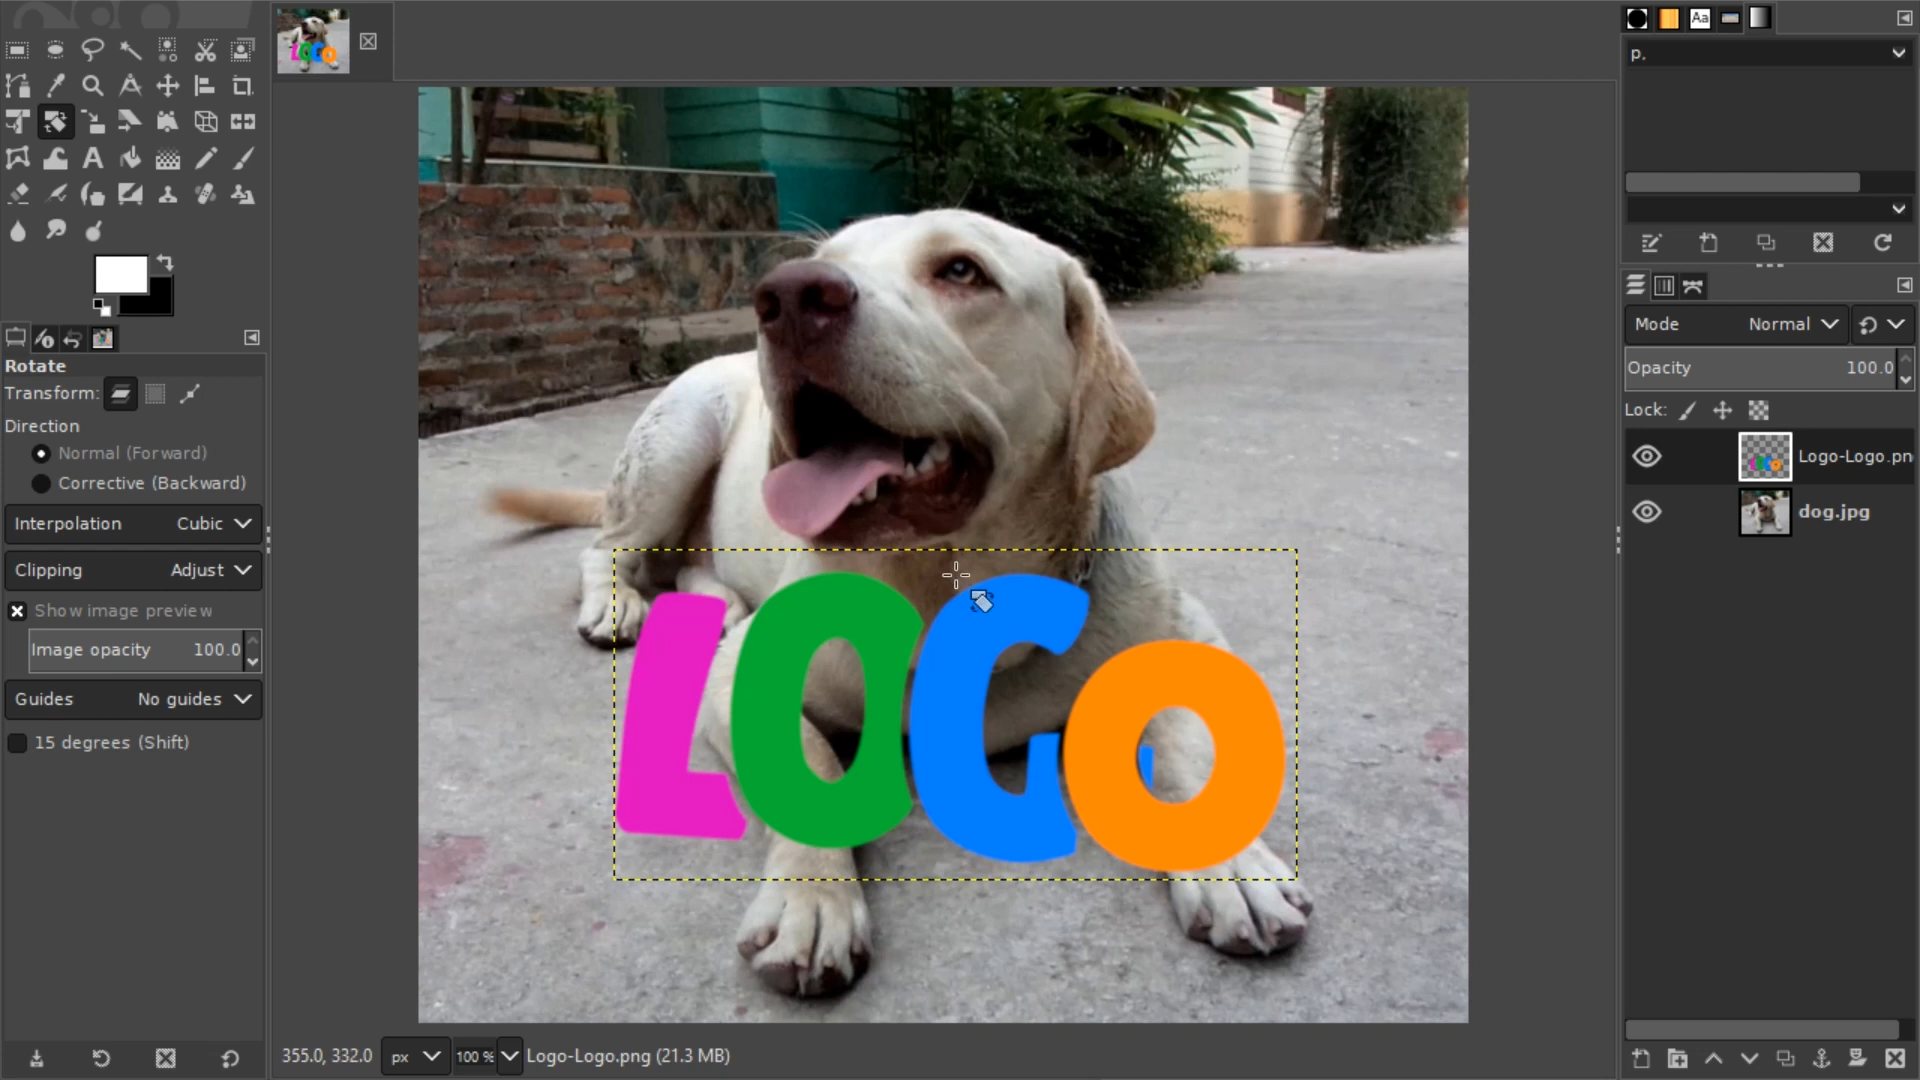 Aa
p.
Mode Normal
Opacity 100.0
Lock:
Logo-Logo.pn
dog.jpg
Rotate
Transform:
Direction
Normal (Forward)
Corrective (Backward)
Interpolation Cubic
Clipping Adjust
Show image preview
Image opacity 100.0
Guides No guides
15 degrees (Shift)
LOGO
355.0, 332.0 px 100 % Logo-Logo.png (21.3 MB)